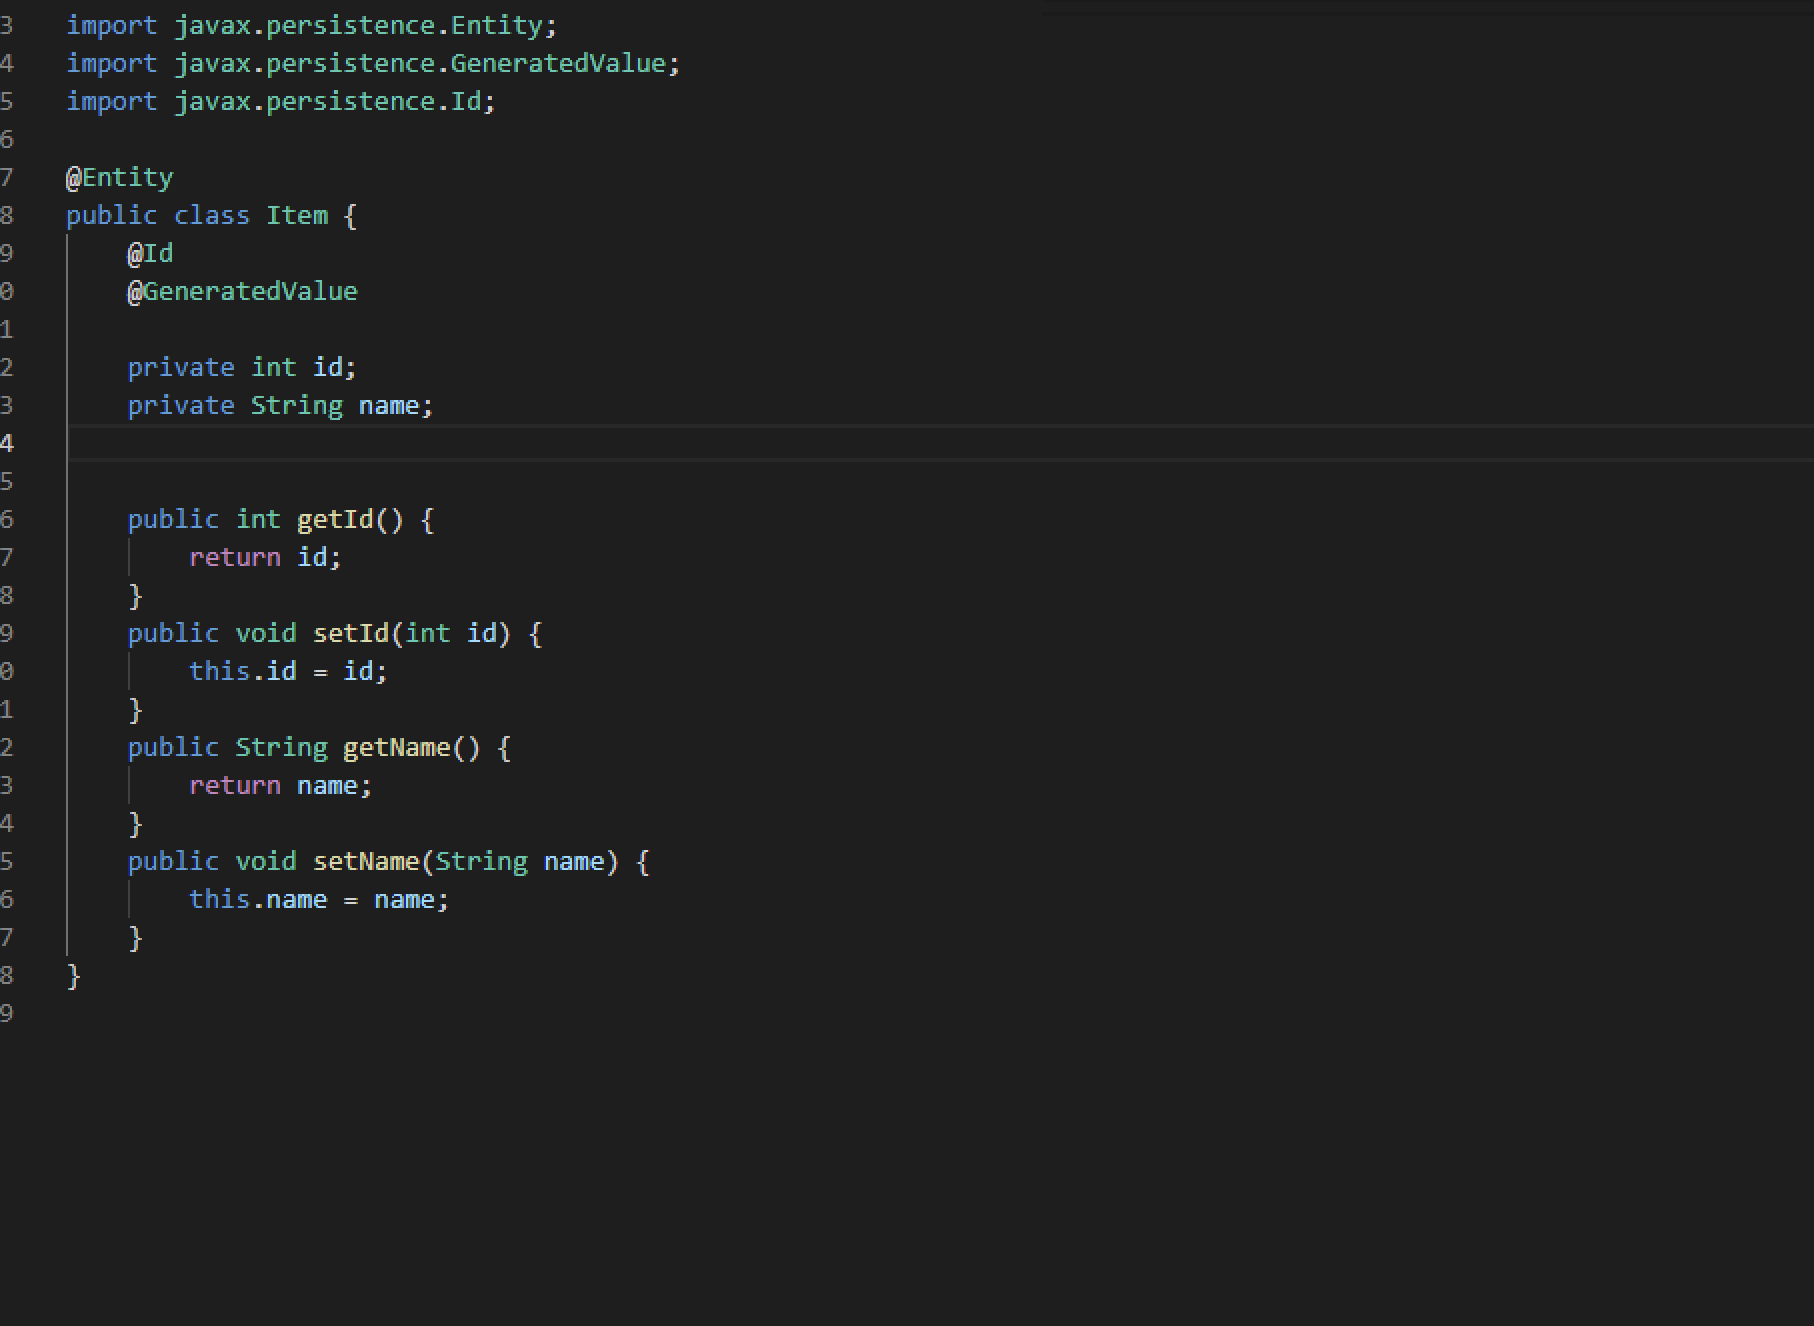 3 import javax.persistence.Entity;
4 import javax.persistence.GeneratedValue;
5 import javax.persistence.Id;
6
7 @Entity
8 public class Item {
9     @Id
0     @GeneratedValue
1
2     private int id;
3     private String name;
4
5
6     public int getId() {
7         return id;
8     }
9     public void setId(int id) {
0         this.id = id;
1     }
2     public String getName() {
3         return name;
4     }
5     public void setName(String name) {
6         this.name = name;
7     }
8 }
9